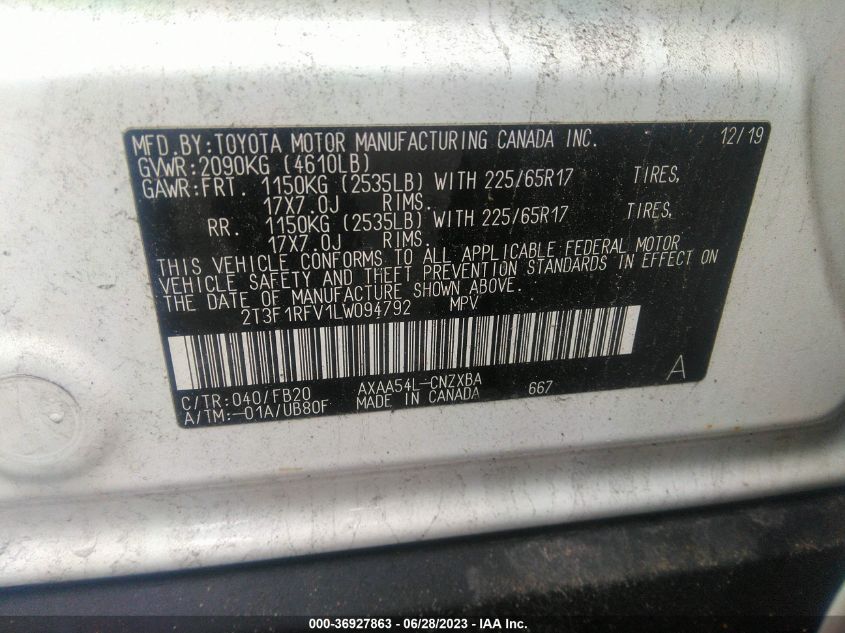 MFD.BY:TOYOTA MOTOR MANUFACTURING CANADA INC. 12/19
GVWR:2090KG (4610LB)
GAWR:FRT. 1150KG (2535LB) WITH 225/65R17 TIRES,
17X7.0J RIMS.
RR. 1150KG (2535LB) WITH 225/65R17 TIRES,
17X7.0J RIMS.
THIS VEHICLE CONFORMS TO ALL APPLICABLE FEDERAL MOTOR
VEHICLE SAFETY AND THEFT PREVENTION STANDARDS IN EFFECT ON
THE DATE OF MANUFACTURE SHOWN ABOVE.
2T3F1RFV1LW094792 MPV
C/TR:040/FB20 AXAA54L-CNZXBA 667 A
A/TM:-01A/UB80F MADE IN CANADA
000-36927863 - 06/28/2023 - IAA Inc.